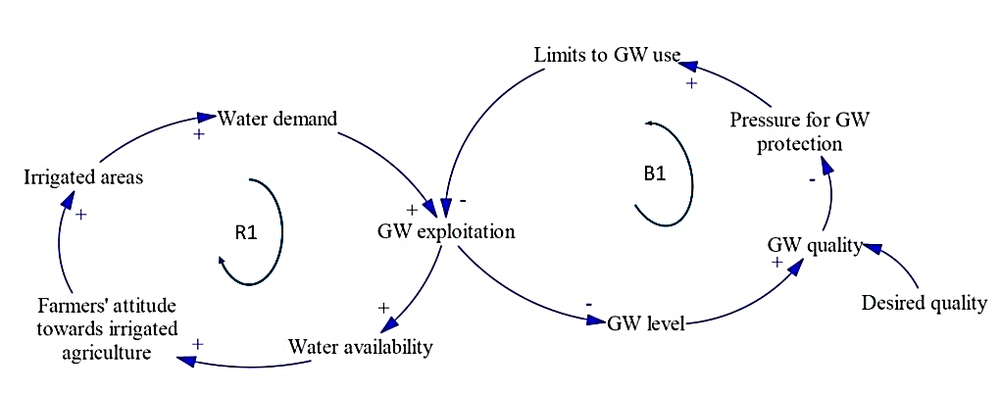 Limits to GW use
+
Water demand
+
Pressure for GW
protection
-
Irrigated areas
+
R1
B1
+
-
GW exploitation
GW quality
+
Farmers' attitude
towards irrigated
agriculture
+
+
Water availability
-
GW level
Desired quality